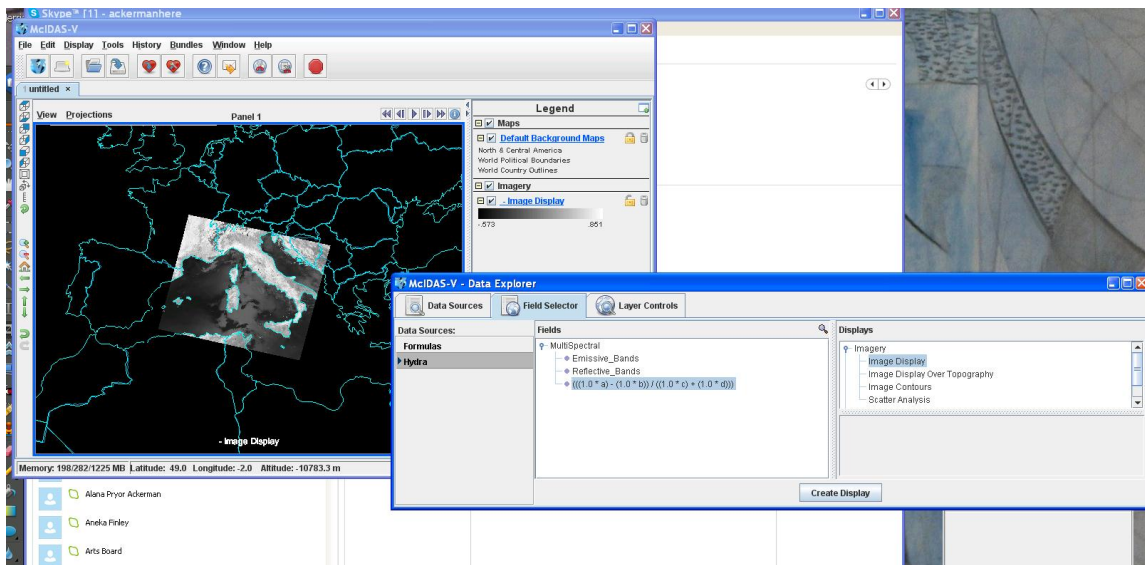 Skype™ [1] - ackermanhere
McIDAS-V
File Edit Display Tools History Bundles Window Help
1 untitled ×
View Projections
Panel 1
Legend
Maps
Default Background Maps
North & Central America
World Political Boundaries
World Country Outlines
Imagery
- Image Display
-.573 .851
- Image Display
Memory: 198/282/1225 MB Latitude: 49.0 Longitude: -2.0 Altitude: -10783.3 m
McIDAS-V - Data Explorer
Data Sources Field Selector Layer Controls
Data Sources:
Formulas
Hydra
Fields
MultiSpectral
Emissive_Bands
Reflective_Bands
(((1.0 * a) - (1.0 * b)) / ((1.0 * c) + (1.0 * d)))
Displays
Imagery
Image Display
Image Display Over Topography
Image Contours
Scatter Analysis
Create Display
Alana Pryor Ackerman
Aneka Finley
Arts Board